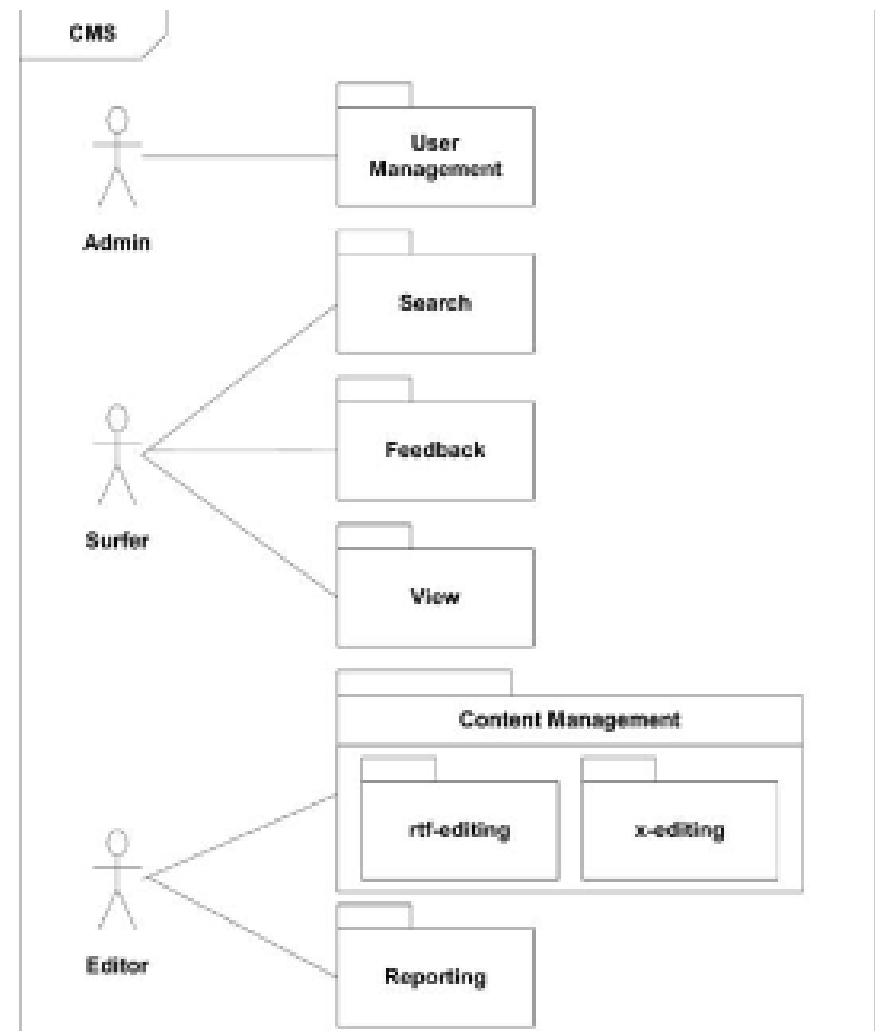 CMS
User
Management
Admin
Search
Feedback
Surfer
View
Content Management
rtf-editing
x-editing
Editor
Reporting